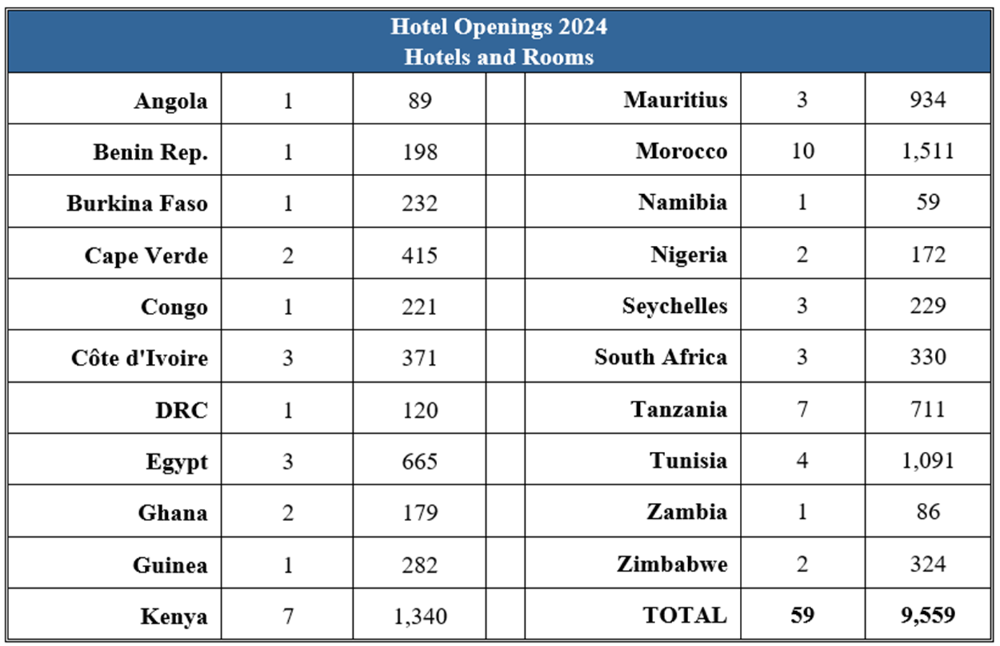 Hotel Openings 2024
Hotels and Rooms
Angola 1 89 Mauritius 3 934
Benin Rep. 1 198 Morocco 10 1,511
Burkina Faso 1 232 Namibia 1 59
Cape Verde 2 415 Nigeria 2 172
Congo 1 221 Seychelles 3 229
Côte d'Ivoire 3 371 South Africa 3 330
DRC 1 120 Tanzania 7 711
Egypt 3 665 Tunisia 4 1,091
Ghana 2 179 Zambia 1 86
Guinea 1 282 Zimbabwe 2 324
Kenya 7 1,340 TOTAL 59 9,559